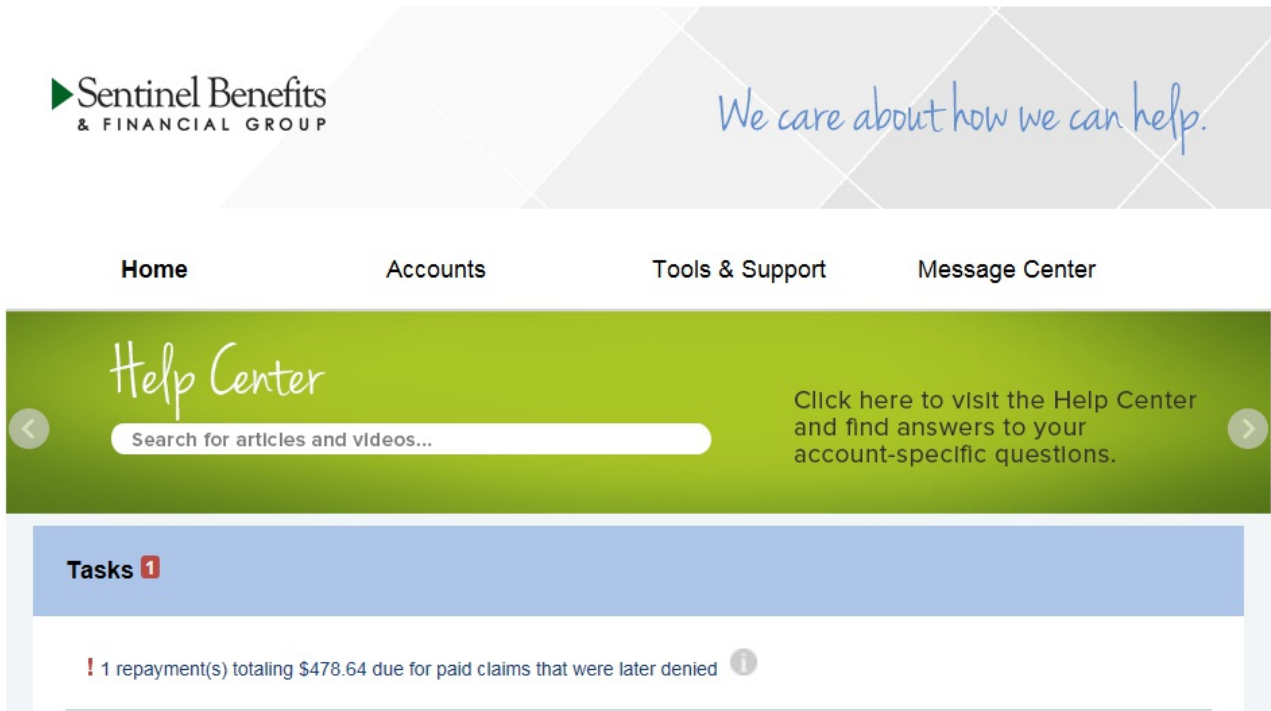 Sentinel Benefits
& FINANCIAL GROUP
We care about how we can help.
Home Accounts Tools & Support Message Center
Help Center
Search for articles and videos...
Click here to visit the Help Center
and find answers to your
account-specific questions.
Tasks 1
! 1 repayment(s) totaling $478.64 due for paid claims that were later denied i